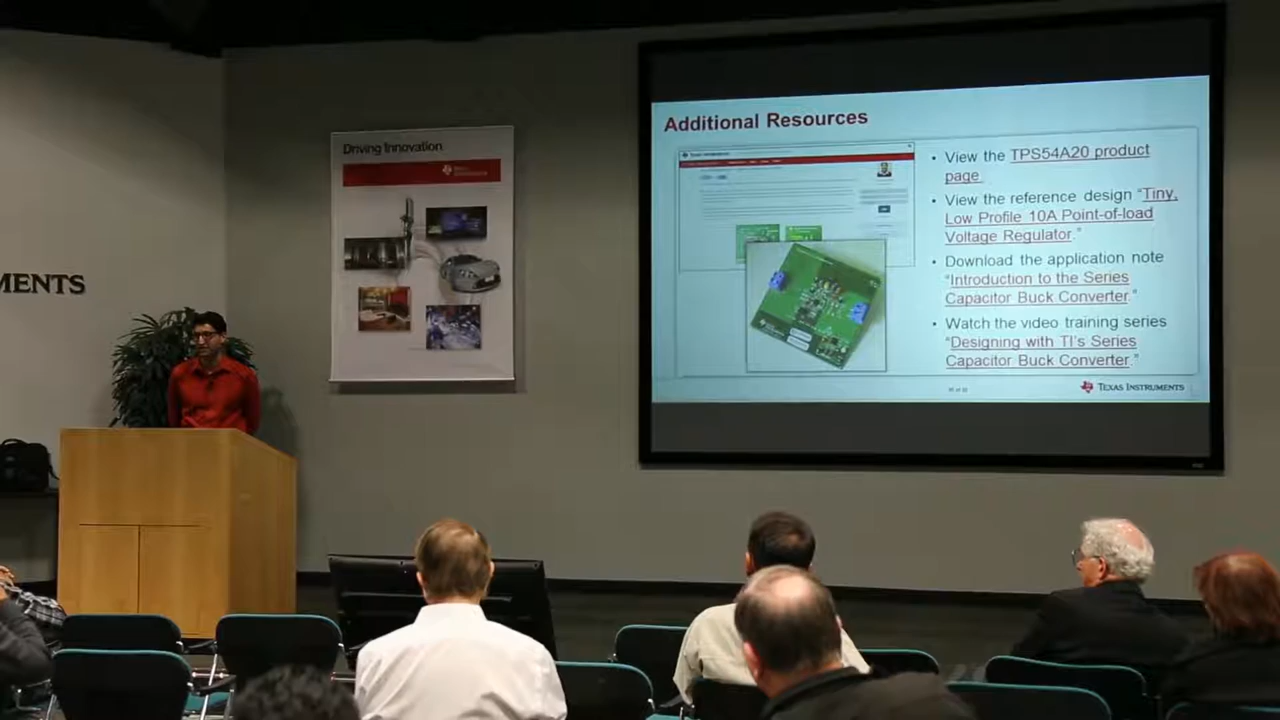 MENTS
Driving Innovation
TEXAS INSTRUMENTS
Additional Resources
• View the TPS54A20 product
page.
• View the reference design “Tiny,
Low Profile 10A Point-of-load
Voltage Regulator.”
• Download the application note
“Introduction to the Series
Capacitor Buck Converter.”
• Watch the video training series
“Designing with TI's Series
Capacitor Buck Converter.”
TEXAS INSTRUMENTS